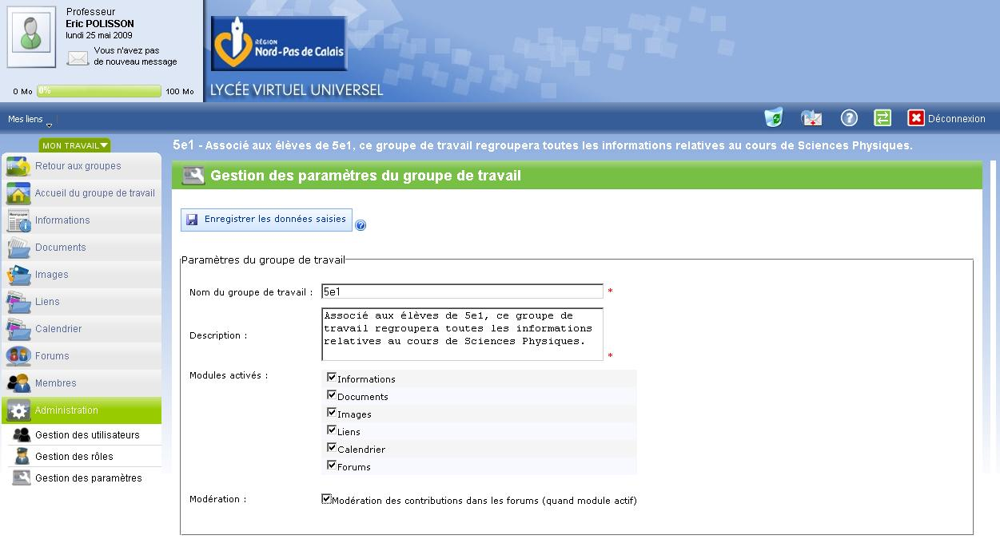 Professeur
Eric POLISSON
lundi 25 mai 2009
Vous n'avez pas
de nouveau message
0 Mo 0% 100 Mo
RÉGION
Nord-Pas de Calais
LYCÉE VIRTUEL UNIVERSEL
Mes liens
Déconnexion
MON TRAVAIL
5e1 - Associé aux élèves de 5e1, ce groupe de travail regroupera toutes les informations relatives au cours de Sciences Physiques.
Retour aux groupes
Accueil du groupe de travail
Informations
Documents
Images
Liens
Calendrier
Forums
Membres
Administration
Gestion des utilisateurs
Gestion des rôles
Gestion des paramètres
Gestion des paramètres du groupe de travail
Enregistrer les données saisies ?
Paramètres du groupe de travail
Nom du groupe de travail : 5e1 *
Description :
Associé aux élèves de 5e1, ce groupe de
travail regroupera toutes les informations
relatives au cours de Sciences Physiques.
*
Modules activés :
Informations
Documents
Images
Liens
Calendrier
Forums
Modération : Modération des contributions dans les forums (quand module actif)